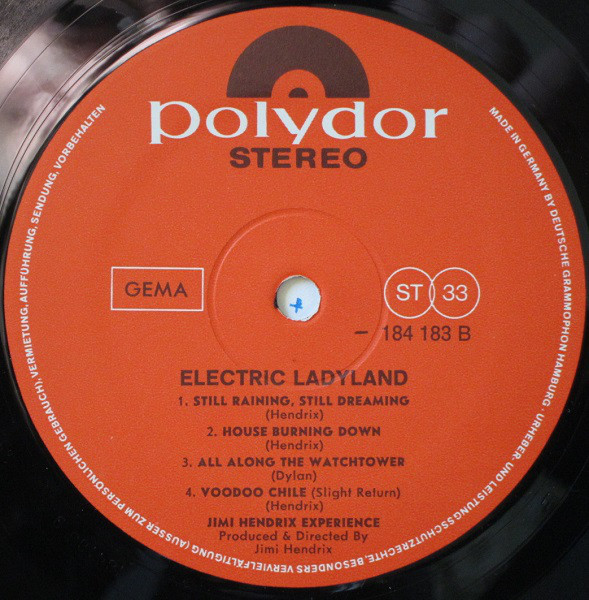 polydor
STEREO
GEMA
ST 33
- 184 183 B
ELECTRIC LADYLAND
1. STILL RAINING, STILL DREAMING
(Hendrix)
2. HOUSE BURNING DOWN
(Hendrix)
3. ALL ALONG THE WATCHTOWER
(Dylan)
4. VOODOO CHILE (Slight Return)
(Hendrix)
JIMI HENDRIX EXPERIENCE
Produced & Directed By
Jimi Hendrix
MADE IN GERMANY BY DEUTSCHE GRAMMOPHON HAMBURG · URHEBER- UND LEISTUNGSSCHUTZRECHTE, BESONDERS VERVIELFÄLTIGUNG (AUSSER ZUM PERSÖNLICHEN GEBRAUCH), VERMIETUNG, AUFFÜHRUNG, SENDUNG, VORBEHALTEN